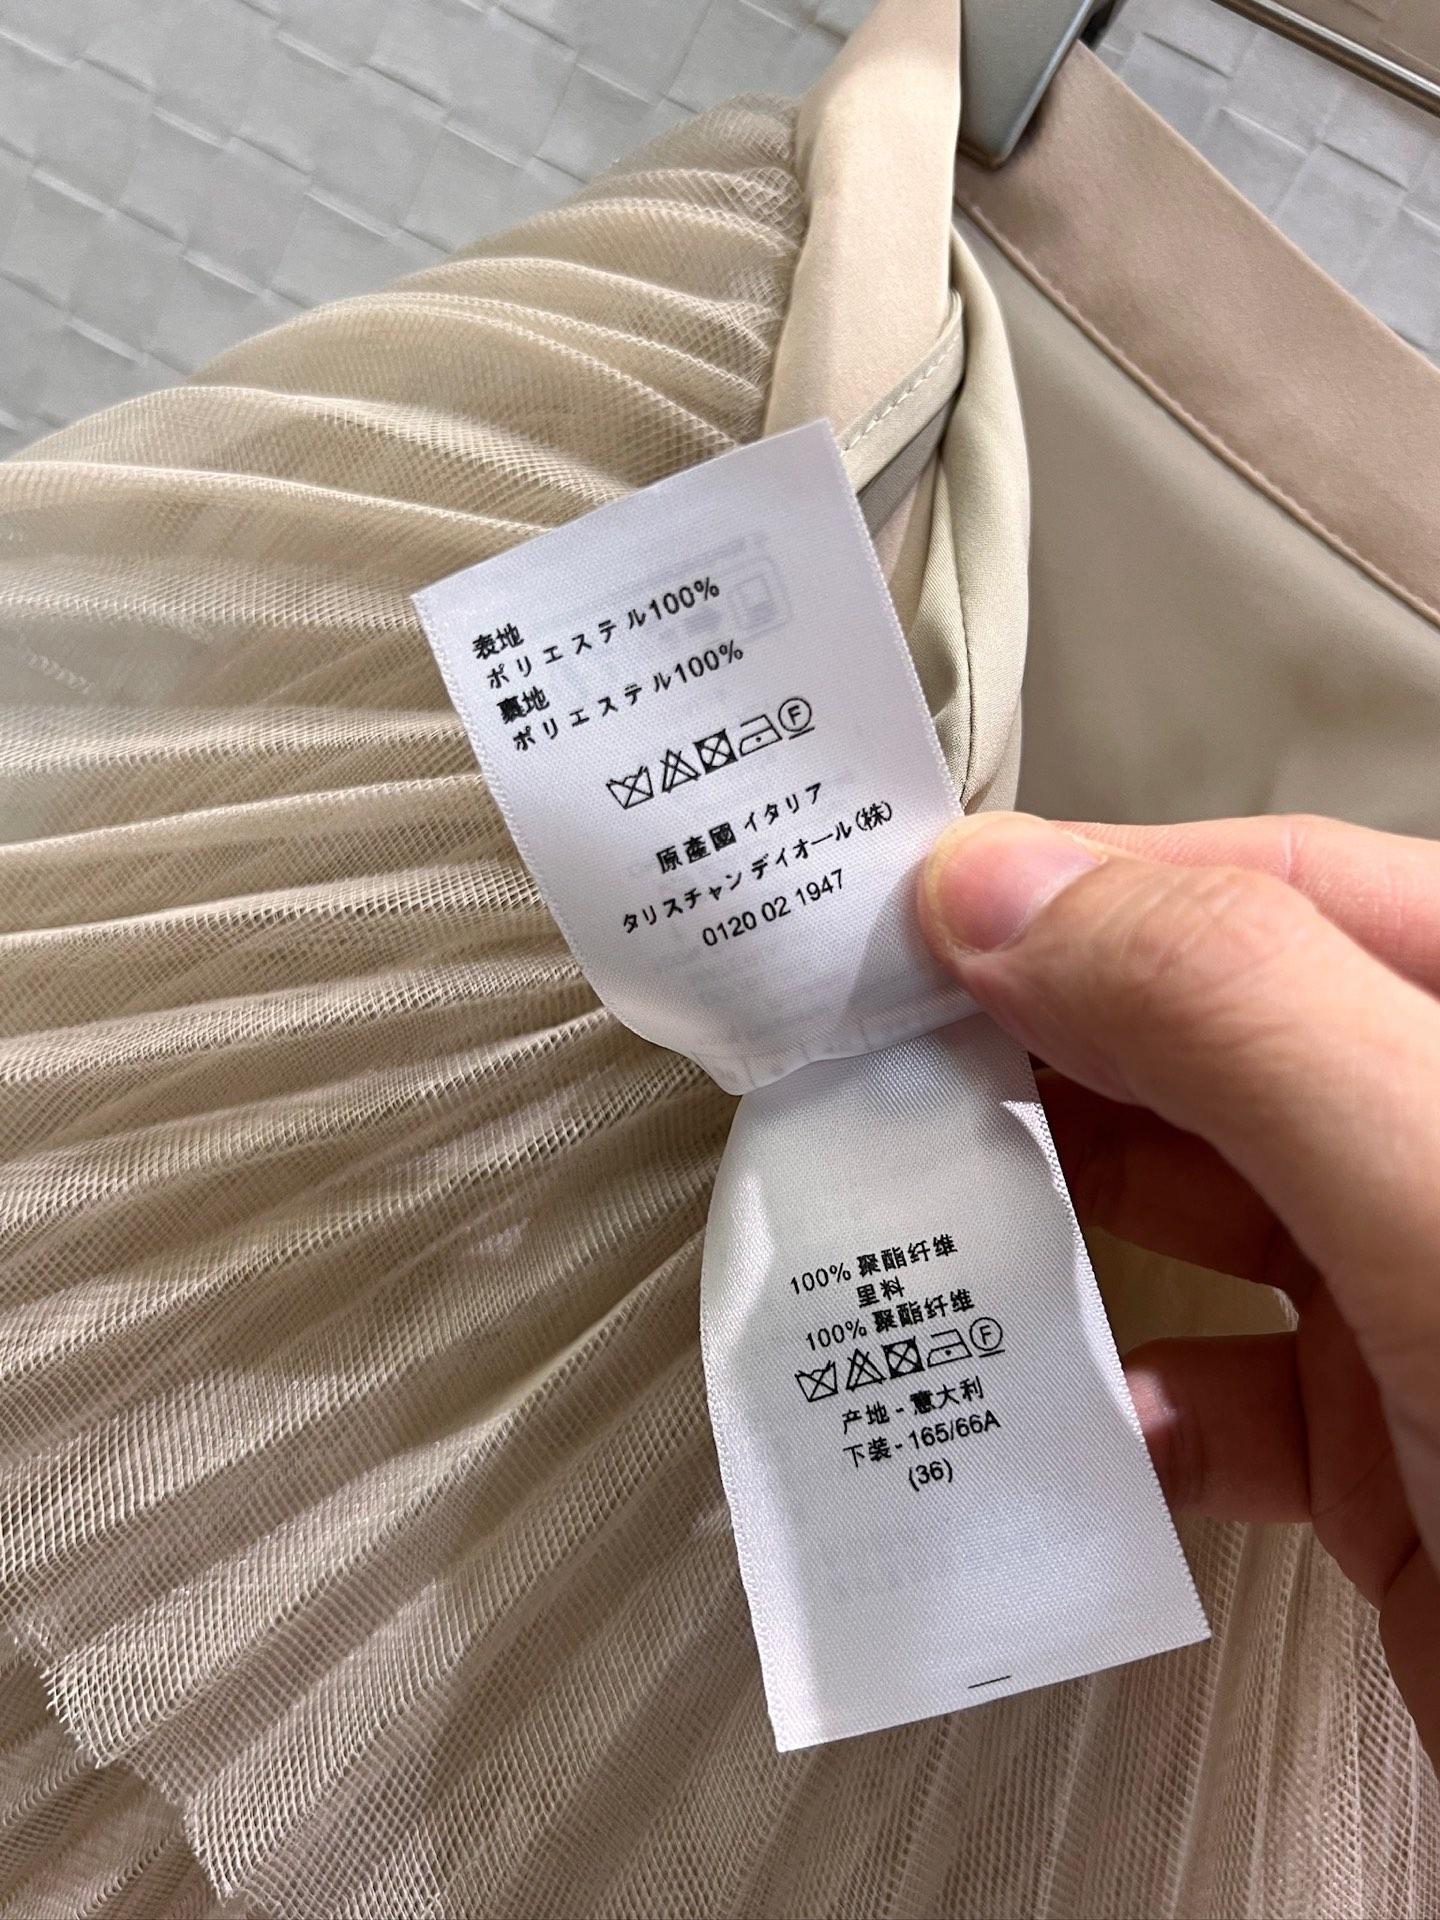 表地
ポリエステル100%
裏地
ポリエステル100%
F
原産國 イタリア
タリスチャンディオール(株)
0120 02 1947
100% 聚酯纤维
里料
100% 聚酯纤维
F
产地 - 意大利
下装 - 165/66A
(36)